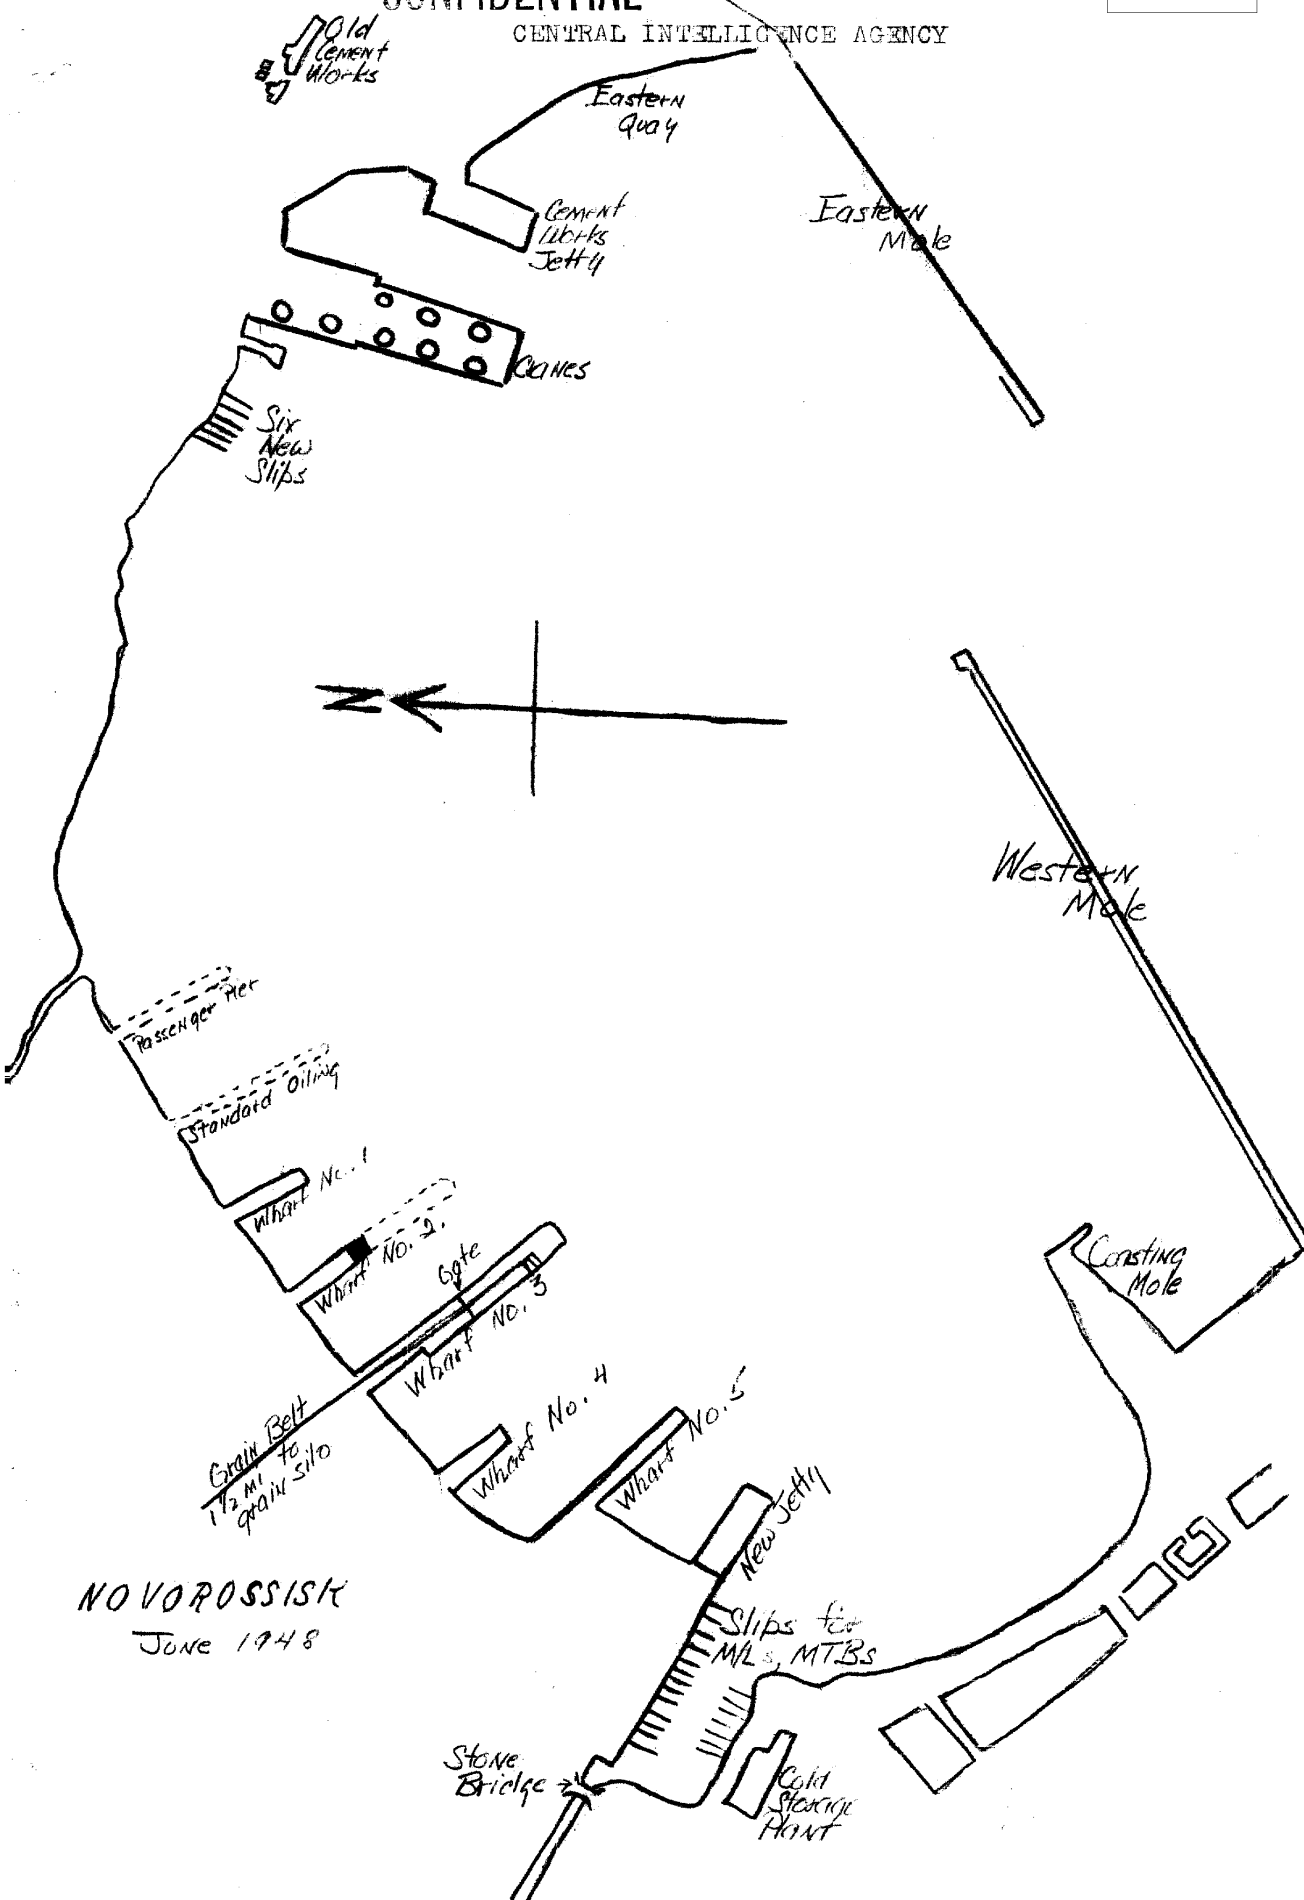 CONFIDENTIAL
CENTRAL INTELLIGENCE AGENCY
Old
Cement
Works
Eastern
Quay
Cement
Works
Jetty
Eastern
Mole
Cranes
Six
New
Slips
N
Western
Mole
Passenger Pier
Standard Oiling
Wharf No. 1
Wharf No. 2.
Gate
Wharf No. 3
Coasting
Mole
Wharf No. 4
Wharf No. 5
Grain Belt
1 1/2 mi to
grain silo
New Jetty
NOVOROSSISK
JUNE 1948
Slips for
M/Ls, MTBs
Stone
Bridge
Cold
Storage
Plant